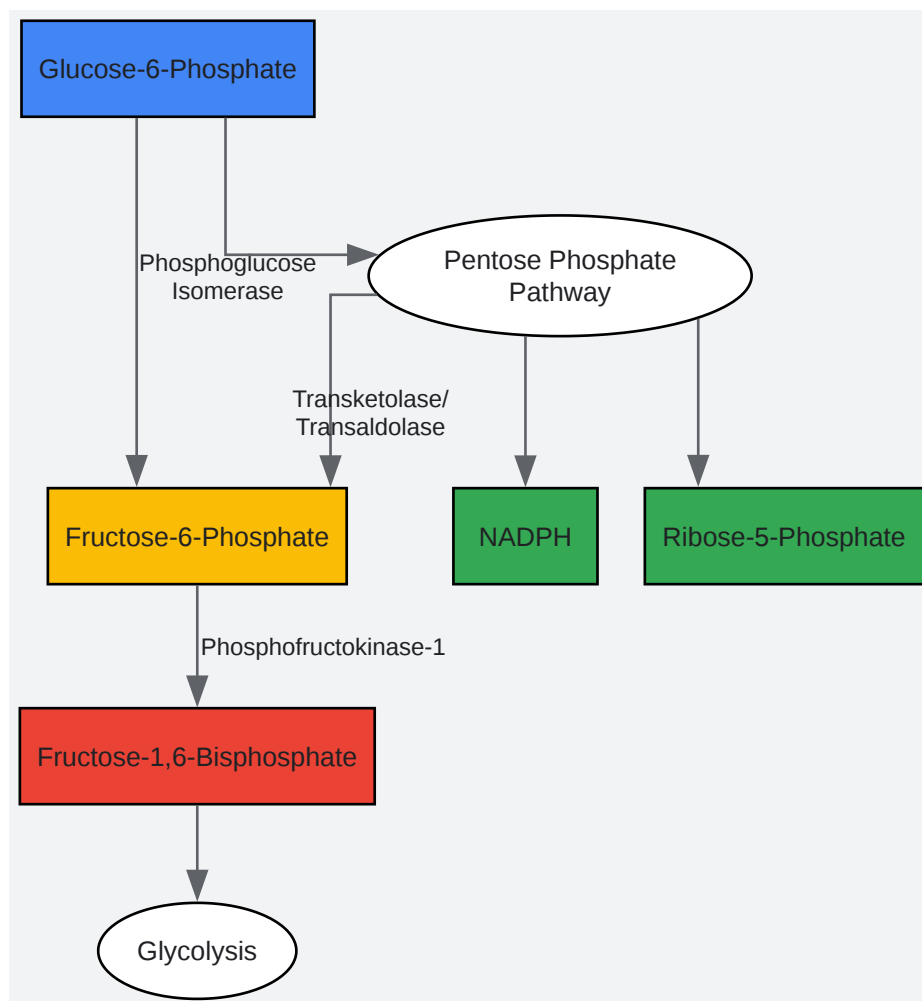 Glucose-6-Phosphate
Pentose Phosphate
Pathway
Phosphoglucose
Isomerase
Transketolase/
Transaldolase
Fructose-6-Phosphate
NADPH
Ribose-5-Phosphate
Phosphofructokinase-1
Fructose-1,6-Bisphosphate
Glycolysis